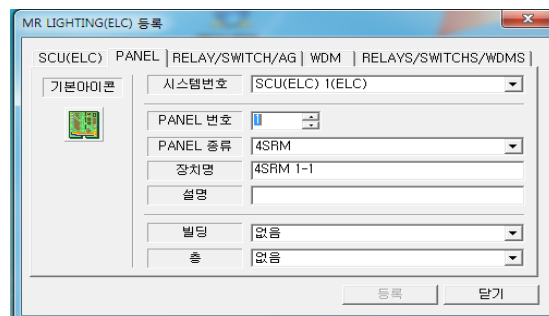 MR LIGHTING(ELC) 등록
SCU(ELC) PANEL RELAY/SWITCH/AG WDM RELAYS/SWITCHS/WDMS
기본아이콘
시스템번호 SCU(ELC) 1(ELC)
PANEL 번호 1
PANEL 종류 4SRM
장치명 4SRM 1-1
설명
빌딩 없음
층 없음
등록 닫기